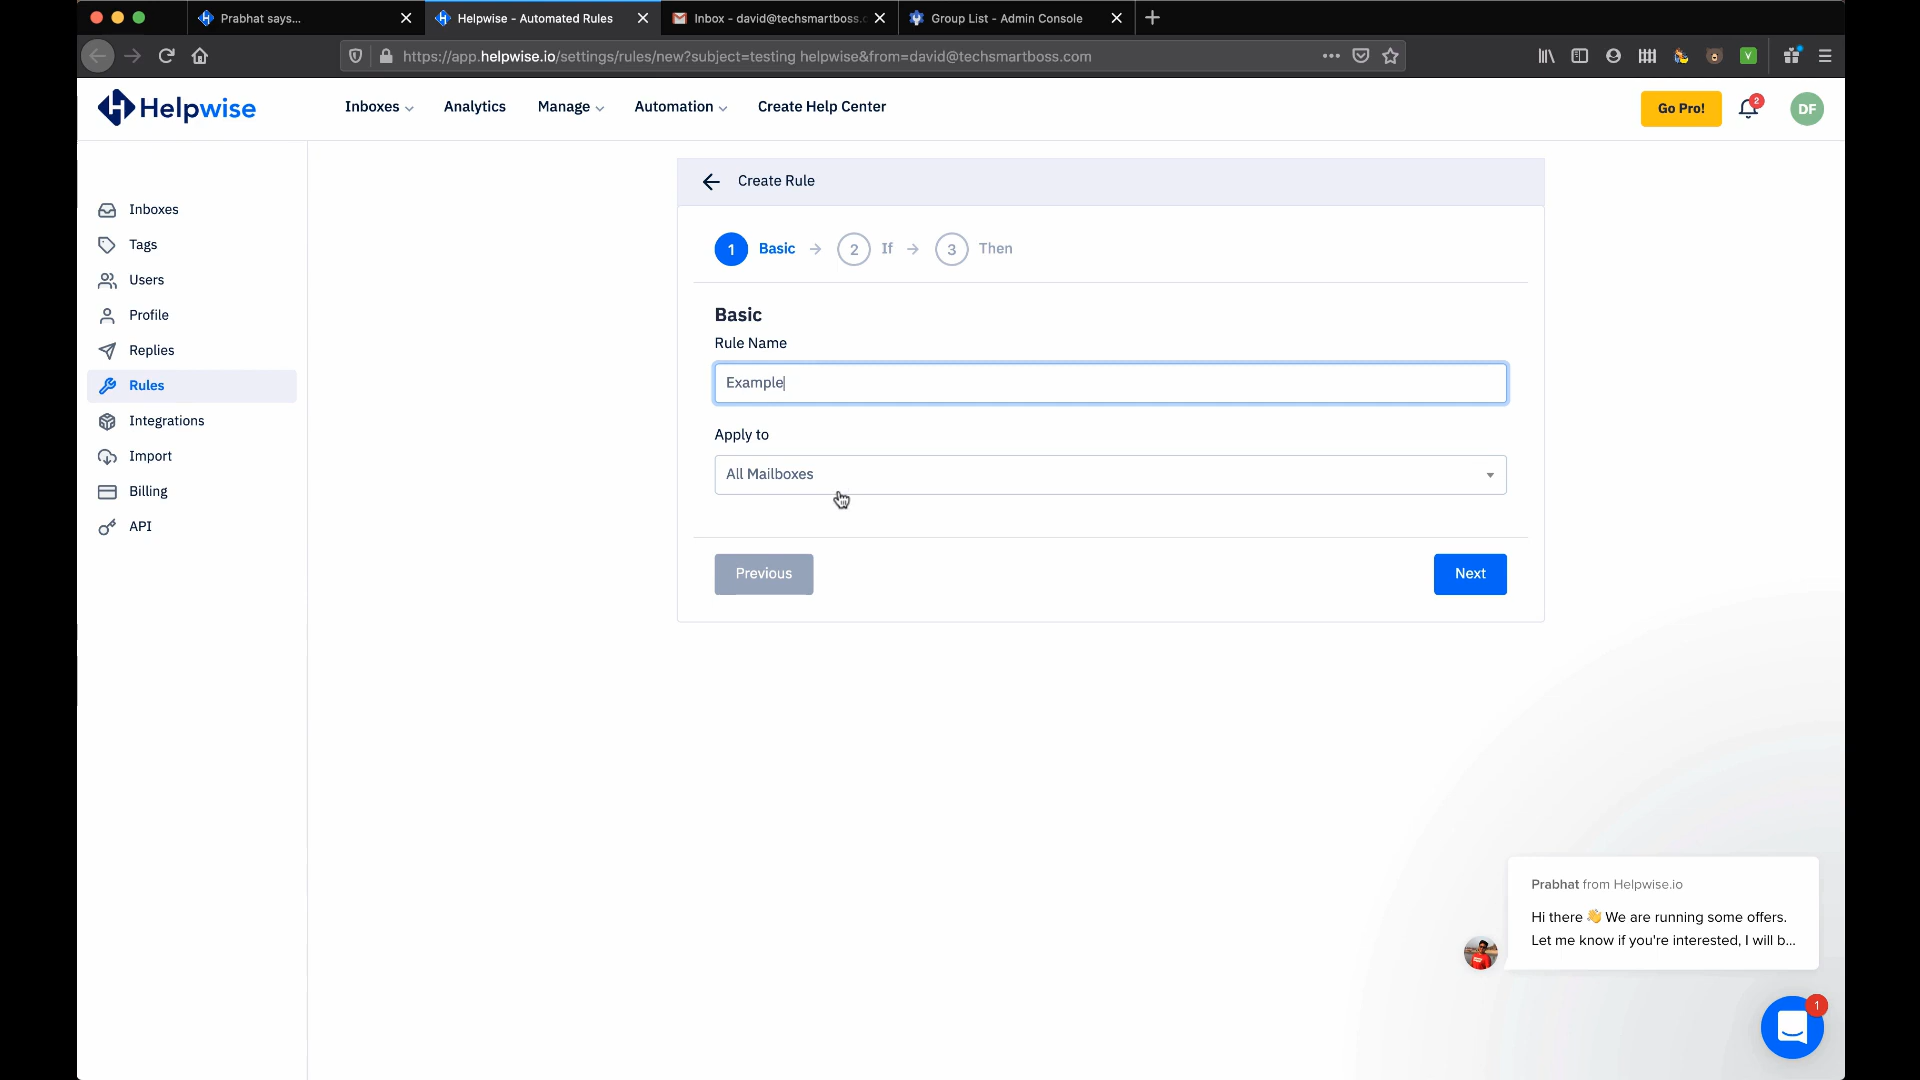 Prabhat says...
Helpwise - Automated Rules
Inbox - david@techsmartboss.c
Group List - Admin Console
https://app.helpwise.io/settings/rules/new?subject=testing helpwise&from=david@techsmartboss.com
Helpwise
Inboxes
Analytics
Manage
Automation
Create Help Center
Go Pro!
2
DF
Inboxes
Tags
Users
Profile
Replies
Rules
Integrations
Import
Billing
API
Create Rule
1 Basic
2 If
3 Then
Basic
Rule Name
Example
Apply to
All Mailboxes
Previous
Next
Prabhat from Helpwise.io
Hi there 👋 We are running some offers.
Let me know if you're interested, I will b...
1